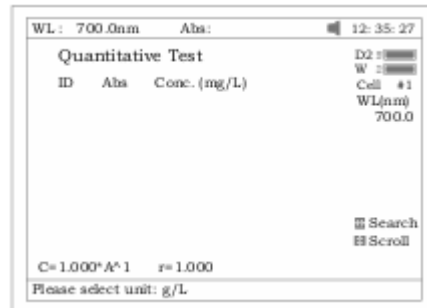 WL: 700.0nm Abs: 12:35:27
Quantitative Test
ID Abs Conc. (mg/L)
D2:
W :
Cell #1
WL(nm)
700.0
Search
Scroll
C=1.000*A^1 r=1.000
Please select unit: g/L